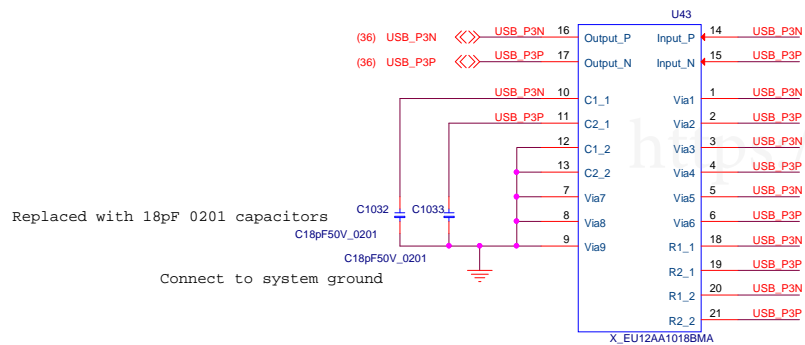 U43
(36) USB_P3N USB_P3N 16 Output_P Input_P 14 USB_P3N
(36) USB_P3P USB_P3P 17 Output_N Input_N 15 USB_P3P
USB_P3N 10 C1_1 Via1 1 USB_P3N
USB_P3P 11 C2_1 Via2 2 USB_P3P
12 C1_2 Via3 3 USB_P3N
13 C2_2 Via4 4 USB_P3P
7 Via7 Via5 5 USB_P3N
Replaced with 18pF 0201 capacitors C1032 C1033 8 Via8 Via6 6 USB_P3P
C18pF50V_0201 9 Via9 R1_1 18 USB_P3N
C18pF50V_0201
Connect to system ground R2_1 19 USB_P3P
R1_2 20 USB_P3N
R2_2 21 USB_P3P
X_EU12AA1018BMA
https